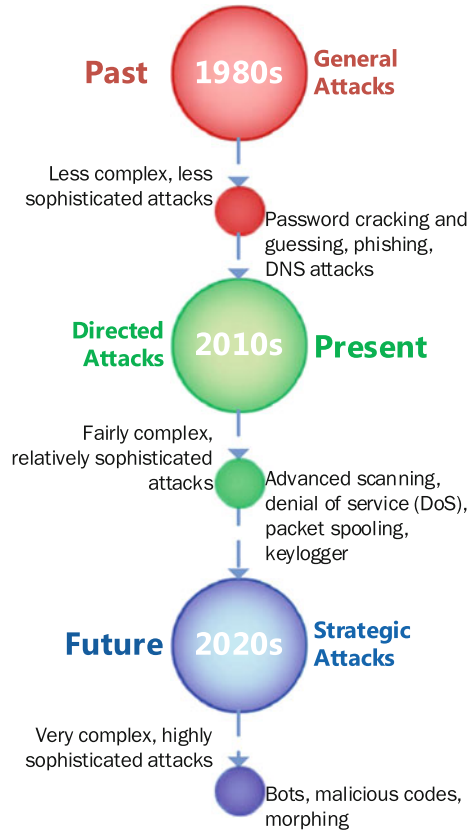 Past
1980s
General
Attacks
Less complex, less
sophisticated attacks
Password cracking and
guessing, phishing,
DNS attacks
Directed
Attacks
2010s
Present
Fairly complex,
relatively sophisticated
attacks
Advanced scanning,
denial of service (DoS),
packet spooling,
keylogger
Future
2020s
Strategic
Attacks
Very complex, highly
sophisticated attacks
Bots, malicious codes,
morphing